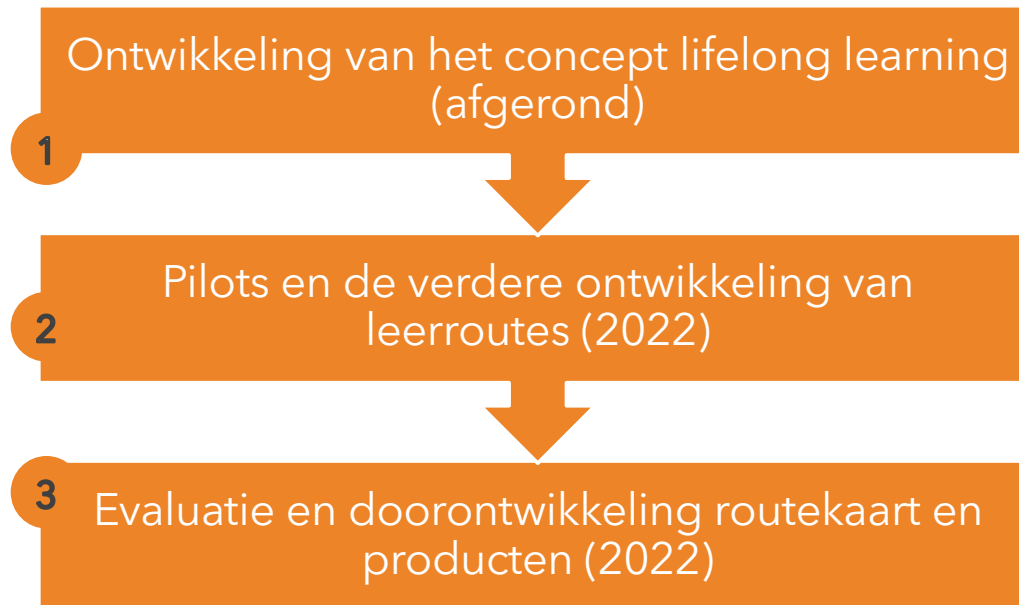 Ontwikkeling van het concept lifelong learning
(afgerond)
1
Pilots en de verdere ontwikkeling van
leerroutes (2022)
2
3
Evaluatie en doorontwikkeling routekaart en
producten (2022)